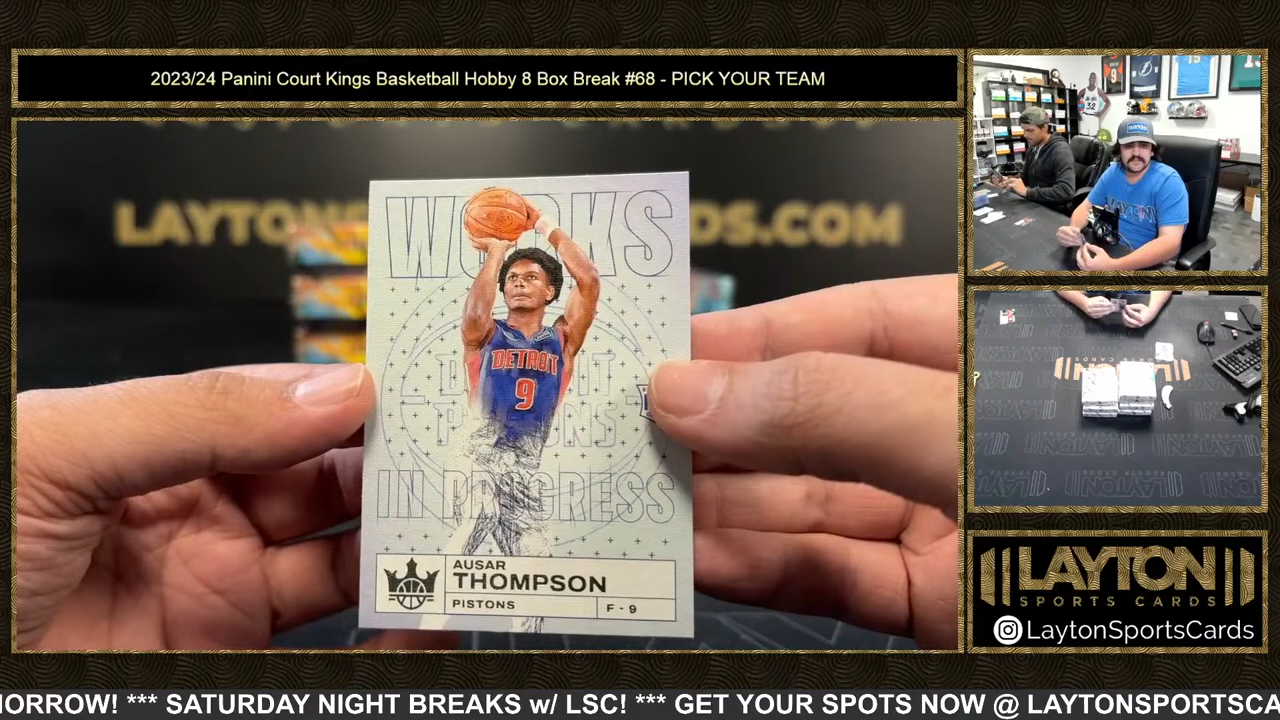 2023/24 Panini Court Kings Basketball Hobby 8 Box Break #68 - PICK YOUR TEAM
WORKS
DETROIT
9
DETROIT
PISTONS
IN PROGRESS
AUSAR
THOMPSON
PISTONS
F - 9
LAYTON
SPORTS CARDS
LaytonSportsCards
MORROW! *** SATURDAY NIGHT BREAKS w/ LSC! *** GET YOUR SPOTS NOW @ LAYTONSPORTSCA